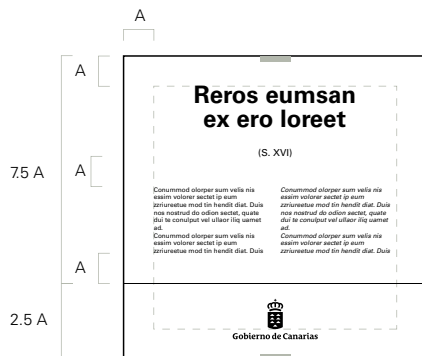 A
A
Reros eumsan
ex ero loreet
(S. XVI)
7.5 A
A
Conummod olorper sum velis nis
essim volorer sectet ip eum
zzriureetue mod tin hendit diat. Duis
nos nostrud do odion sectet, quate
dui te conulput vel ullaor iliq uamet
ad.
Conummod olorper sum velis nis
essim volorer sectet ip eum
zzriureetue mod tin hendit diat. Duis
Conummod olorper sum velis nis
essim volorer sectet ip eum
zzriureetue mod tin hendit diat. Duis
nos nostrud do odion sectet, quate
dui te conulput vel ullaor iliq uamet
ad.
Conummod olorper sum velis nis
essim volorer sectet ip eum
zzriureetue mod tin hendit diat. Duis
A
2.5 A
Gobierno de Canarias